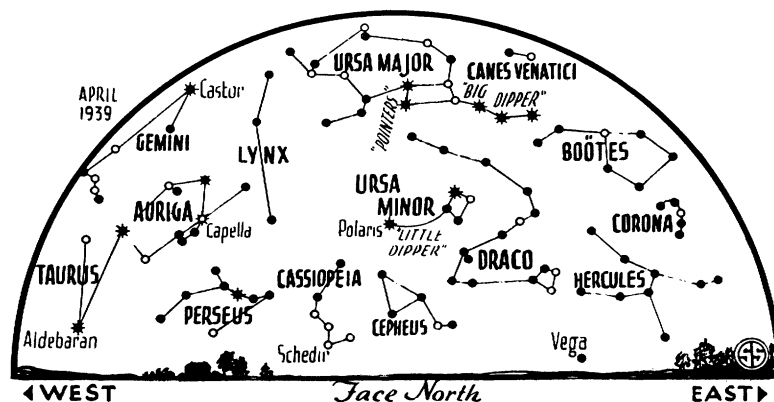 URSA MAJOR
CANES VENATICI
APRIL
1939
Castor
"POINTERS"
"BIG DIPPER"
GEMINI
LYNX
BOÖTES
URSA
MINOR
AURIGA
Capella
Polaris
"LITTLE
DIPPER"
CORONA
TAURUS
CASSIOPEIA
DRACO
HERCULES
PERSEUS
CEPHEUS
Aldebaran
Schedir
Vega
SS
WEST
Face North
EAST